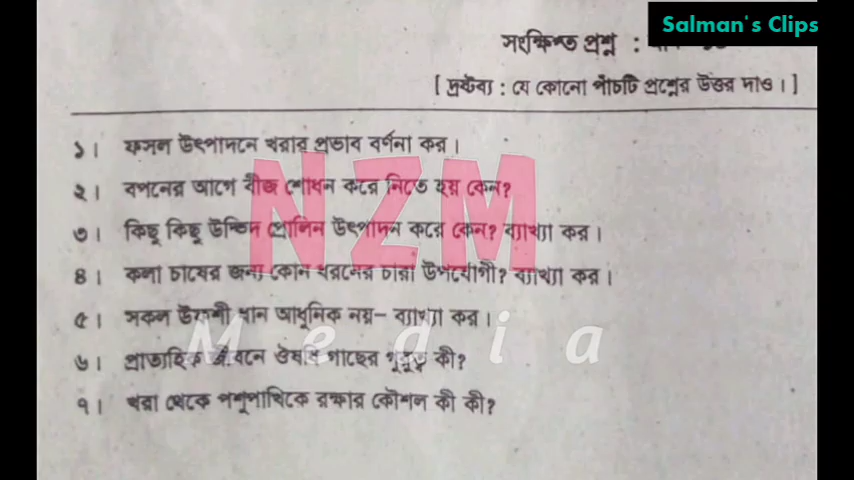 Salman's Clips
সংক্ষিপ্ত প্রশ্ন :
[ দ্রষ্টব্য : যে কোনো পাঁচটি প্রশ্নের উত্তর দাও। ]
১। ফসল উৎপাদনে খরার প্রভাব বর্ণনা কর।
২। বপনের আগে বীজ শোধন করে নিতে হয় কেন?
৩। কিছু কিছু উদ্ভিদ প্রোলিন উৎপাদন করে কেন? ব্যাখ্যা কর।
৪। কলা চাষের জন্য কোন ধরনের চারা উপযোগী? ব্যাখ্যা কর।
৫। সকল উফশী ধান আধুনিক নয়– ব্যাখ্যা কর।
৬। প্রাত্যহিক জীবনে ঔষধি গাছের গুরুত্ব কী?
৭। খরা থেকে পশুপাখিকে রক্ষার কৌশল কী কী?
NZM
Media